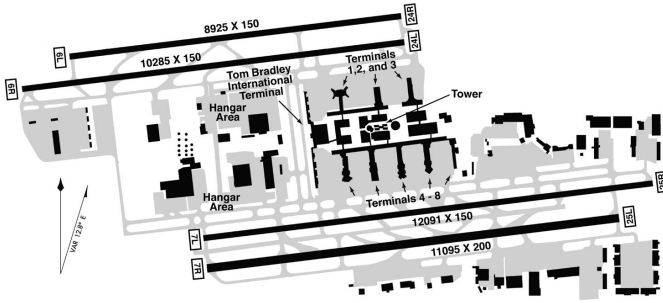 24R
8925 X 150
6L
24L
10285 X 150
6R
Terminals
1,2, and 3
Tom Bradley
International
Terminal
Hangar
Area
Tower
Hangar
Area
Terminals 4 - 8
25R
12091 X 150
7L
25L
11095 X 200
7R
VAR 12.8° E